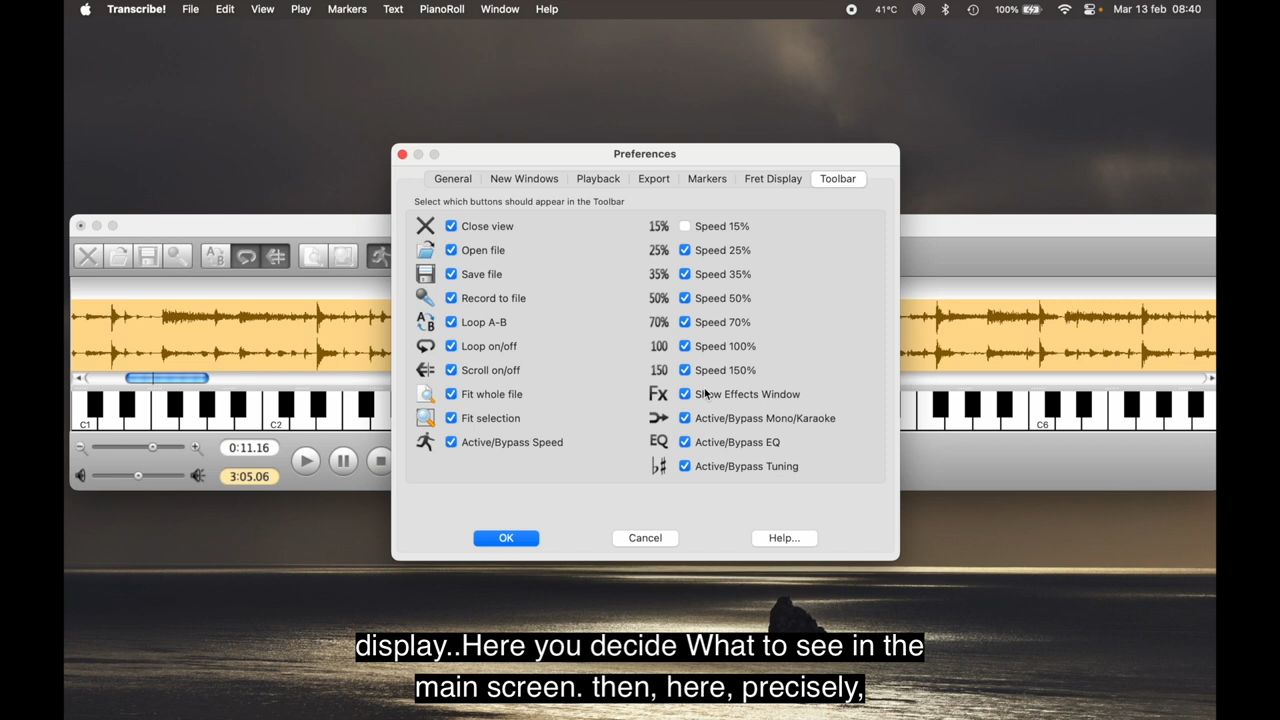 Transcribe! File Edit View Play Markers Text PianoRoll Window Help 41°C 100% Mar 13 feb 08:40
Preferences
General New Windows Playback Export Markers Fret Display Toolbar
Select which buttons should appear in the Toolbar
Close view 15% Speed 15%
Open file 25% Speed 25%
Save file 35% Speed 35%
Record to file 50% Speed 50%
A B Loop A-B 70% Speed 70%
Loop on/off 100 Speed 100%
Scroll on/off 150 Speed 150%
Fit whole file Fx Show Effects Window
Fit selection Active/Bypass Mono/Karaoke
Active/Bypass Speed EQ Active/Bypass EQ
♭♯ Active/Bypass Tuning
OK Cancel Help...
A B
C1 C2 C6
0:11.16
3:05.06
display..Here you decide What to see in the
main screen. then, here, precisely,